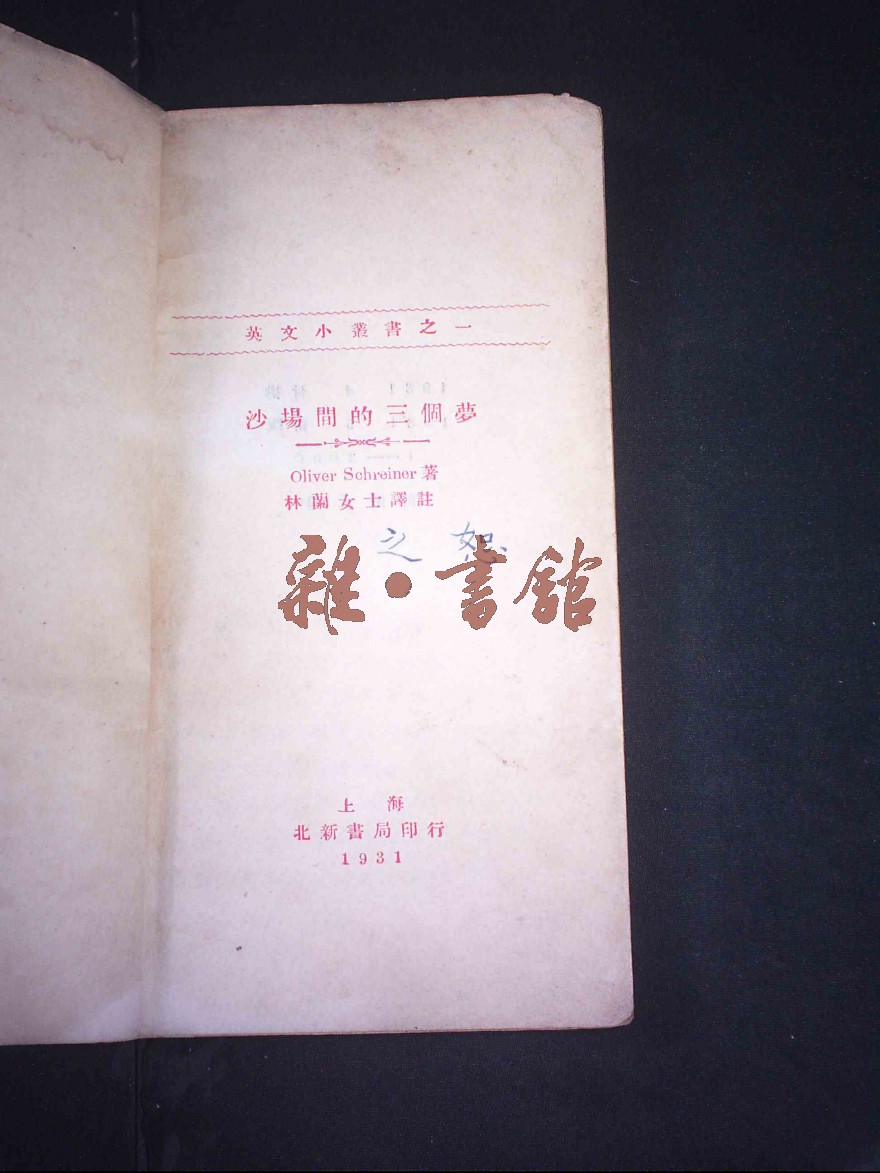 英文小叢書之一
沙場間的三個夢
Oliver Schreiner 著
林蘭女士譯註
之恕
雜·書館
上海
北新書局印行
1931